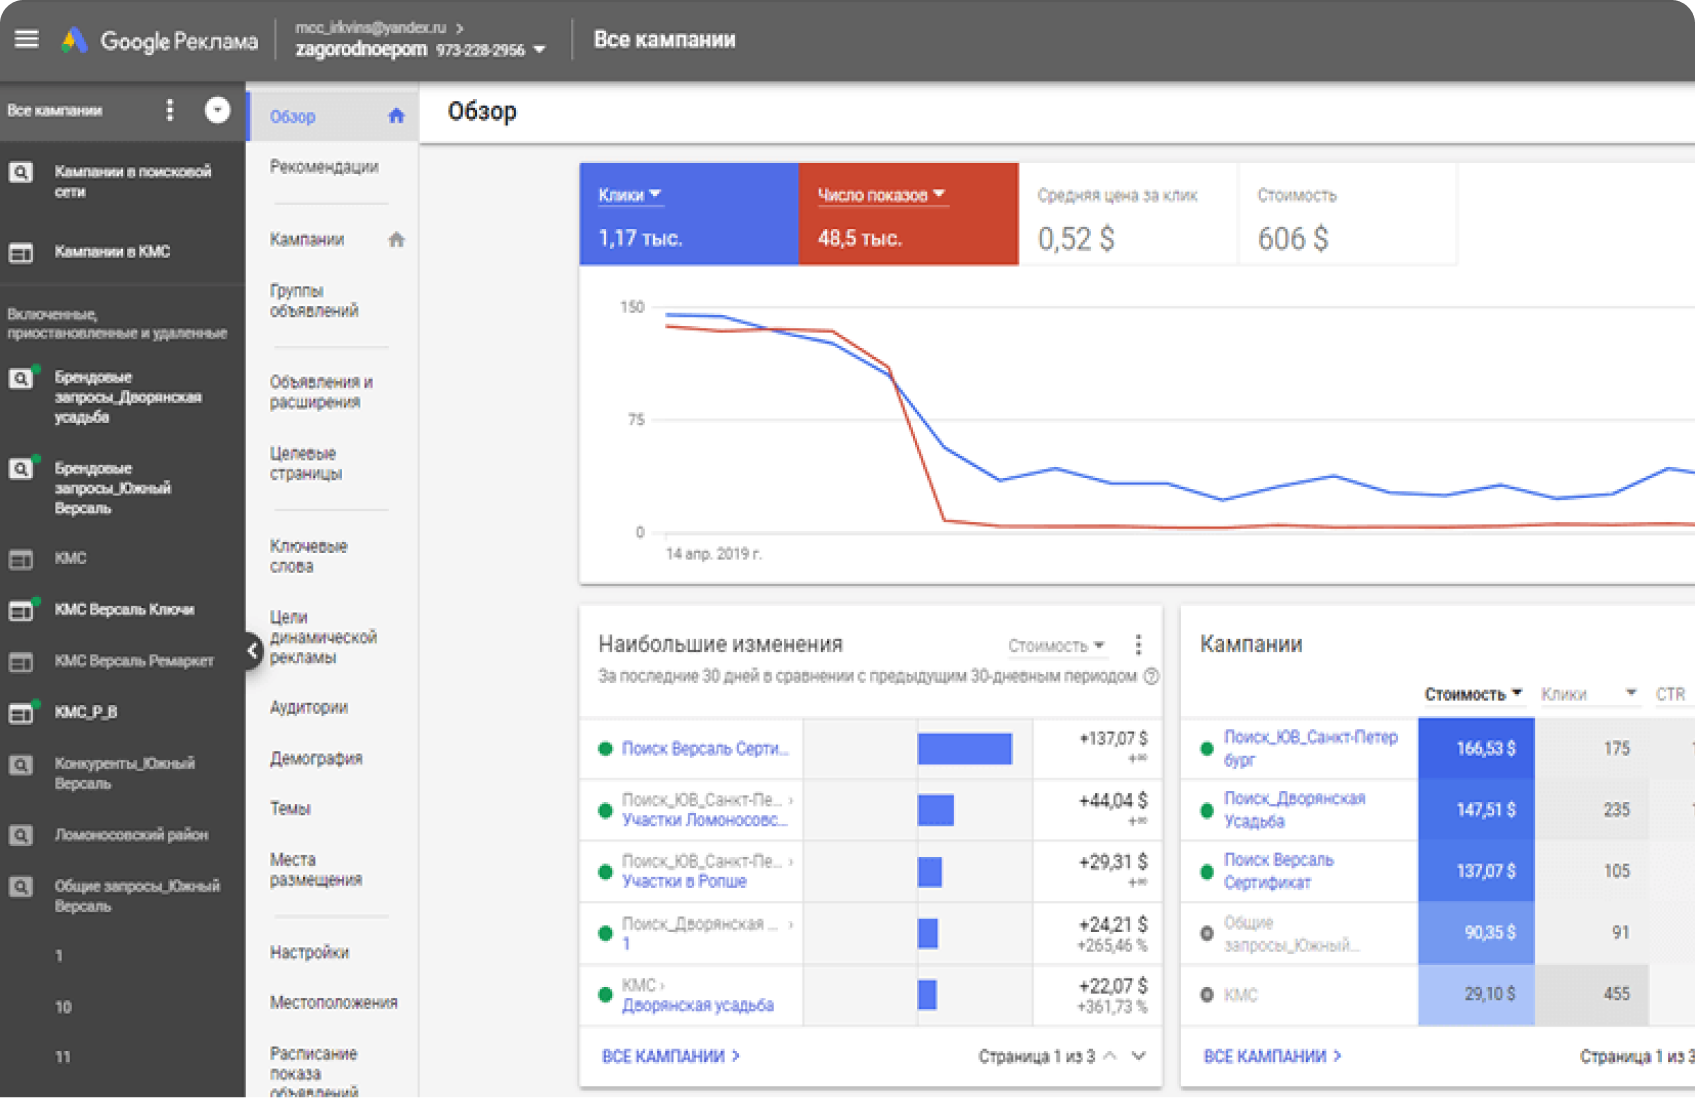 Google Реклама
mcc_irkvins@yandex.ru
zagorodnoepom 973-228-2956
Все кампании
Все кампании
Кампании в поисковой
сети
Кампании в КМС
Включенные,
приостановленные и удаленные
Брендовые
запросы_Дворянская
усадьба
Брендовые
запросы_Южный
Версаль
КМС
КМС Версаль Ключи
КМС Версаль Ремаркет
КМС_Р_В
Конкуренты_Южный
Версаль
Ломоносовский район
Общие запросы_Южный
Версаль
1
10
11
Обзор
Рекомендации
Кампании
Группы
объявлений
Объявления и
расширения
Целевые
страницы
Ключевые
слова
Цели
динамической
рекламы
Аудитории
Демография
Темы
Места
размещения
Настройки
Местоположения
Расписание
показа
объявлений
Обзор
Клики
1,17 тыс.
Число показов
48,5 тыс.
Средняя цена за клик
0,52 $
Стоимость
606 $
150
75
0
14 апр. 2019 г.
Наибольшие изменения
Стоимость
За последние 30 дней в сравнении с предыдущим 30-дневным периодом
Поиск Версаль Серти...
+137,07 $
+∞
Поиск_ЮВ_Санкт-Пе... ›
Участки Ломоносовс...
+44,04 $
+∞
Поиск_ЮВ_Санкт-Пе... ›
Участки в Ропше
+29,31 $
+∞
Поиск_Дворянская ... ›
1
+24,21 $
+265,46 %
КМС ›
Дворянская усадьба
+22,07 $
+361,73 %
ВСЕ КАМПАНИИ
Страница 1 из 3
Кампании
Стоимость Клики CTR
Поиск_ЮВ_Санкт-Петер
бург
166,53 $ 175
Поиск_Дворянская
Усадьба
147,51 $ 235
Поиск Версаль
Сертификат
137,07 $ 105
Общие
запросы_Южный...
90,35 $ 91
КМС
29,10 $ 455
ВСЕ КАМПАНИИ
Страница 1 из 3